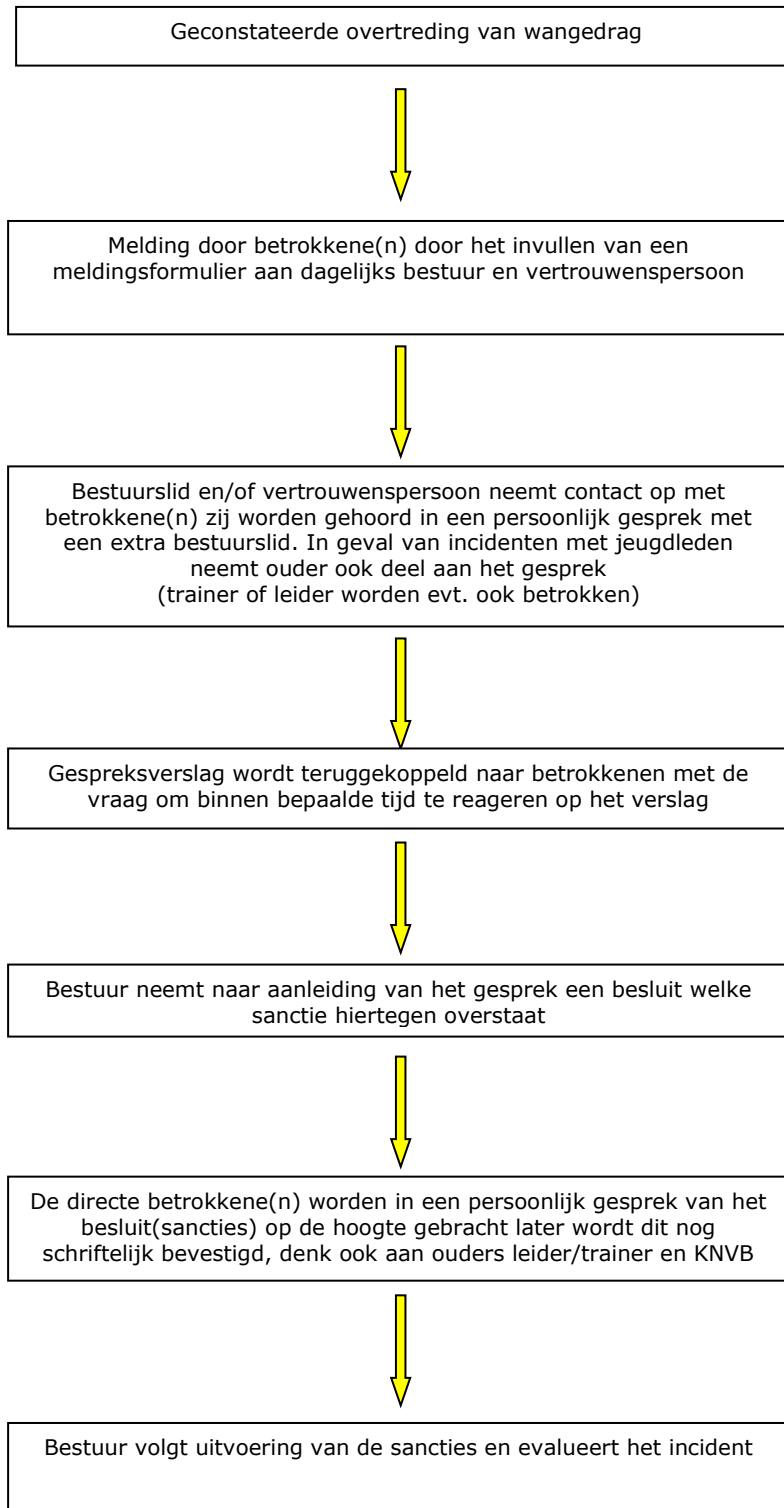 Geconstateerde overtreding van wangedrag
Melding door betrokkene(n) door het invullen van een
meldingsformulier aan dagelijks bestuur en vertrouwenspersoon
Bestuurslid en/of vertrouwenspersoon neemt contact op met
betrokkene(n) zij worden gehoord in een persoonlijk gesprek met
een extra bestuurslid. In geval van incidenten met jeugdleden
neemt ouder ook deel aan het gesprek
(trainer of leider worden evt. ook betrokken)
Gespreksverslag wordt teruggekoppeld naar betrokkenen met de
vraag om binnen bepaalde tijd te reageren op het verslag
Bestuur neemt naar aanleiding van het gesprek een besluit welke
sanctie hiertegen overstaat
De directe betrokkene(n) worden in een persoonlijk gesprek van het
besluit(sancties) op de hoogte gebracht later wordt dit nog
schriftelijk bevestigd, denk ook aan ouders leider/trainer en KNVB
Bestuur volgt uitvoering van de sancties en evalueert het incident